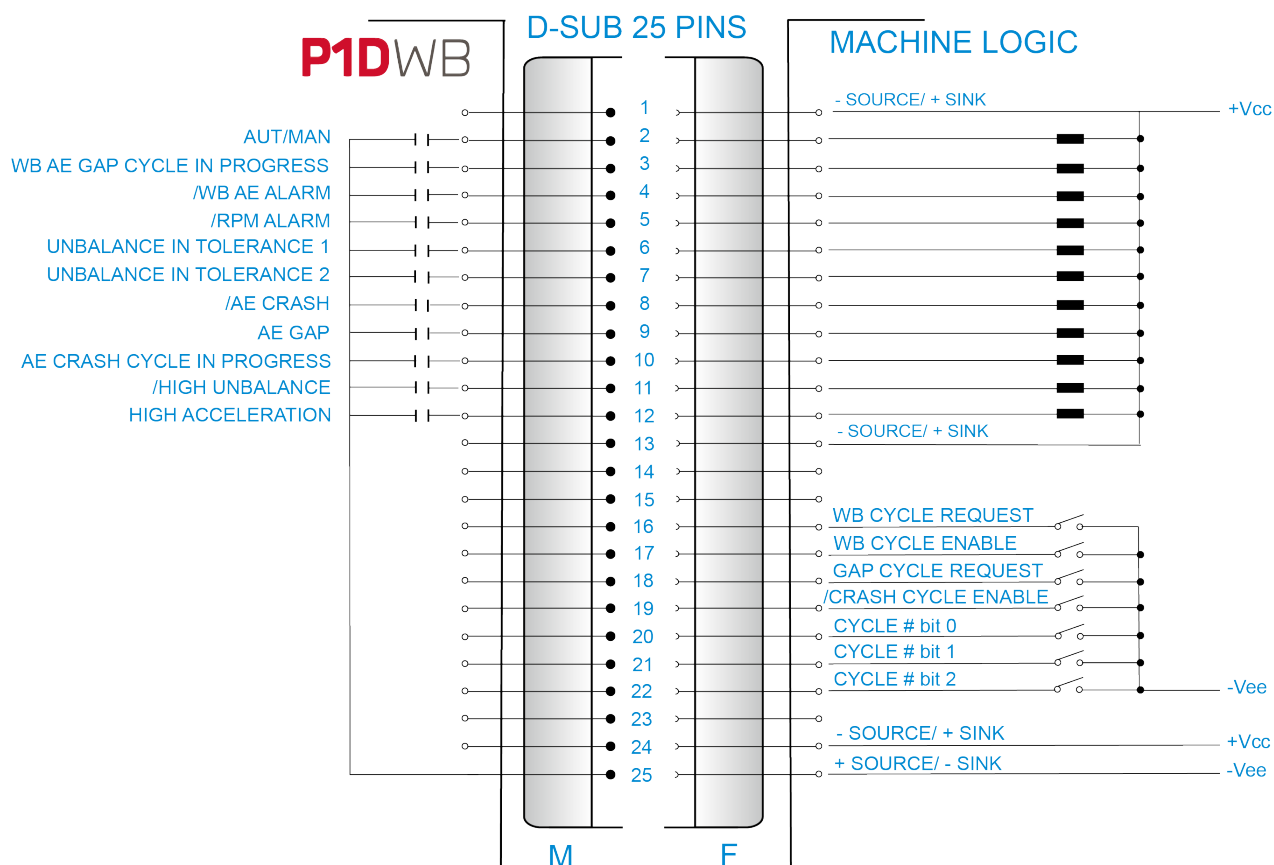 D-SUB 25 PINS
P1DWB
MACHINE LOGIC
1 - SOURCE/ + SINK +Vcc
AUT/MAN 2
WB AE GAP CYCLE IN PROGRESS 3
/WB AE ALARM 4
/RPM ALARM 5
UNBALANCE IN TOLERANCE 1 6
UNBALANCE IN TOLERANCE 2 7
/AE CRASH 8
AE GAP 9
AE CRASH CYCLE IN PROGRESS 10
/HIGH UNBALANCE 11
HIGH ACCELERATION 12
13 - SOURCE/ + SINK
14
15
16 WB CYCLE REQUEST
17 WB CYCLE ENABLE
18 GAP CYCLE REQUEST
19 /CRASH CYCLE ENABLE
20 CYCLE # bit 0
21 CYCLE # bit 1
22 CYCLE # bit 2 -Vee
23
24 - SOURCE/ + SINK +Vcc
25 + SOURCE/ - SINK -Vee
M F